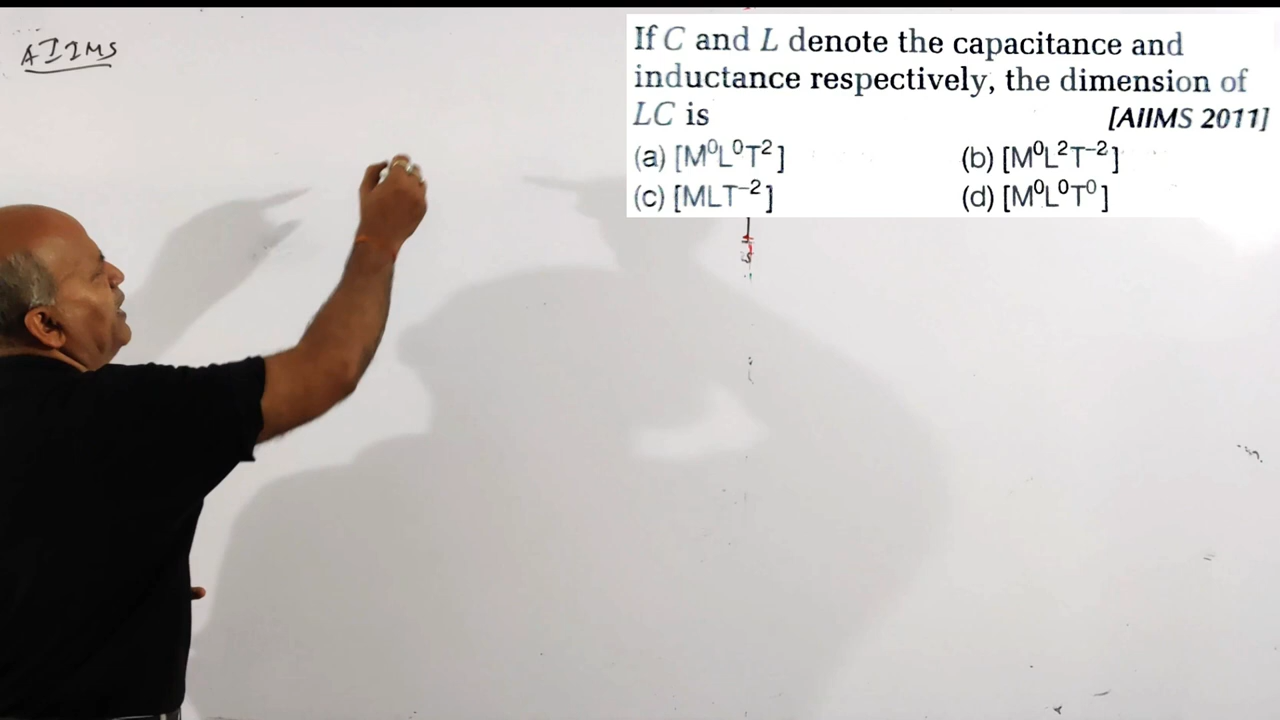 AIIMS
If C and L denote the capacitance and
inductance respectively, the dimension of
LC is [AIIMS 2011]
(a) [M⁰L⁰T²] (b) [M⁰L²T⁻²]
(c) [MLT⁻²] (d) [M⁰L⁰T⁰]